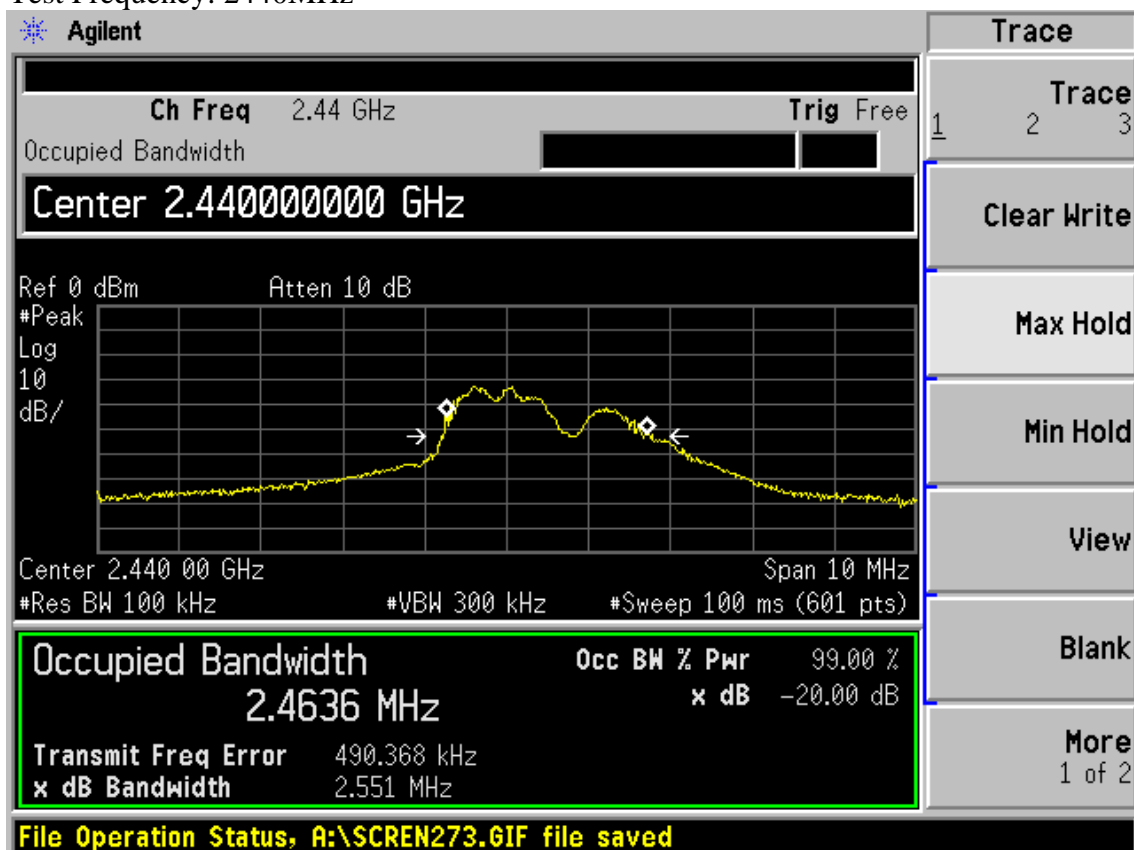 Test Frequency: 2440MHz
Agilent
Trace
Ch Freq 2.44 GHz Trig Free
Occupied Bandwidth
Trace
1 2 3
Center 2.440000000 GHz
Clear Write
Ref 0 dBm Atten 10 dB
#Peak
Log
10
dB/
Max Hold
Min Hold
View
Center 2.440 00 GHz Span 10 MHz
#Res BW 100 kHz #VBW 300 kHz #Sweep 100 ms (601 pts)
Occupied Bandwidth Occ BW % Pwr 99.00 %
2.4636 MHz x dB -20.00 dB
Blank
Transmit Freq Error 490.368 kHz
x dB Bandwidth 2.551 MHz
More
1 of 2
File Operation Status, A:\SCREN273.GIF file saved